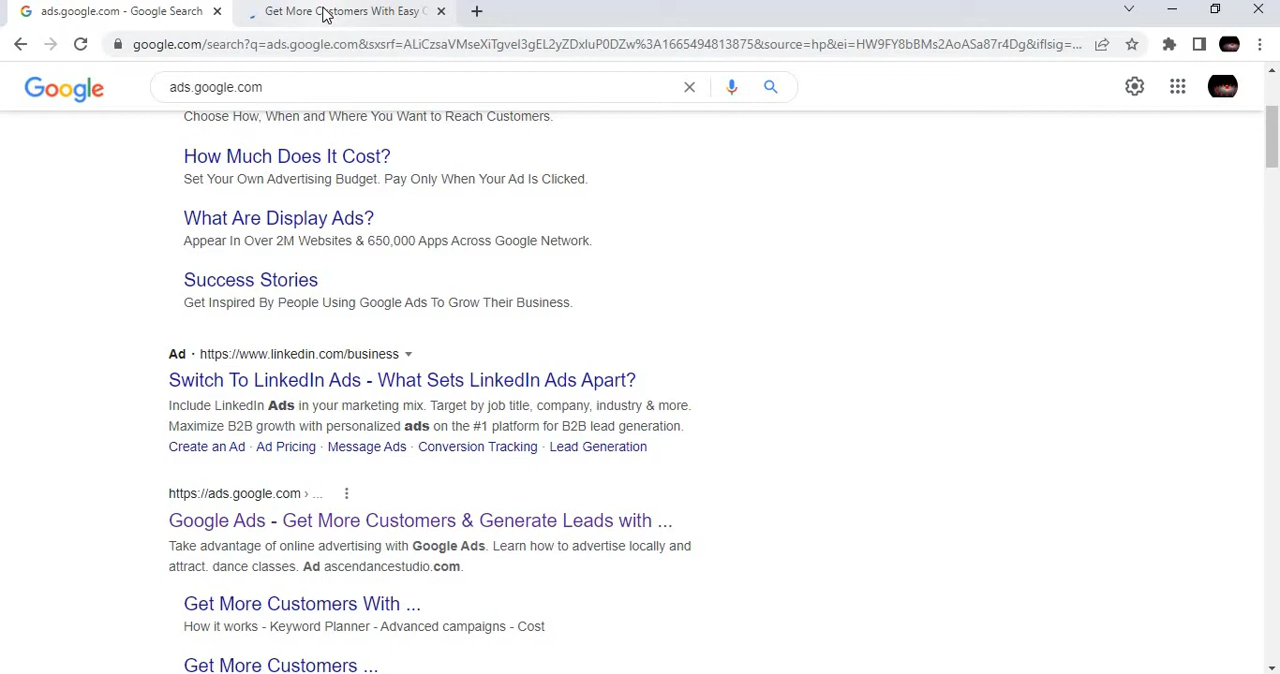 ads.google.com - Google Search
Get More Customers With Easy
google.com/search?q=ads.google.com&sxsrf=ALiCzsaVMseXiTgvel3gEL2yZDxluP0DZw%3A1665494813875&source=hp&ei=HW9FY8bBMs2AoASa87r4Dg&iflsig=...
Google
ads.google.com
Choose How, When and Where You Want to Reach Customers.
How Much Does It Cost?
Set Your Own Advertising Budget. Pay Only When Your Ad Is Clicked.
What Are Display Ads?
Appear In Over 2M Websites & 650,000 Apps Across Google Network.
Success Stories
Get Inspired By People Using Google Ads To Grow Their Business.
Ad · https://www.linkedin.com/business
Switch To LinkedIn Ads - What Sets LinkedIn Ads Apart?
Include LinkedIn Ads in your marketing mix. Target by job title, company, industry & more.
Maximize B2B growth with personalized ads on the #1 platform for B2B lead generation.
Create an Ad · Ad Pricing · Message Ads · Conversion Tracking · Lead Generation
https://ads.google.com › ...
Google Ads - Get More Customers & Generate Leads with ...
Take advantage of online advertising with Google Ads. Learn how to advertise locally and
attract. dance classes. Ad ascendancestudio.com.
Get More Customers With ...
How it works - Keyword Planner - Advanced campaigns - Cost
Get More Customers ...